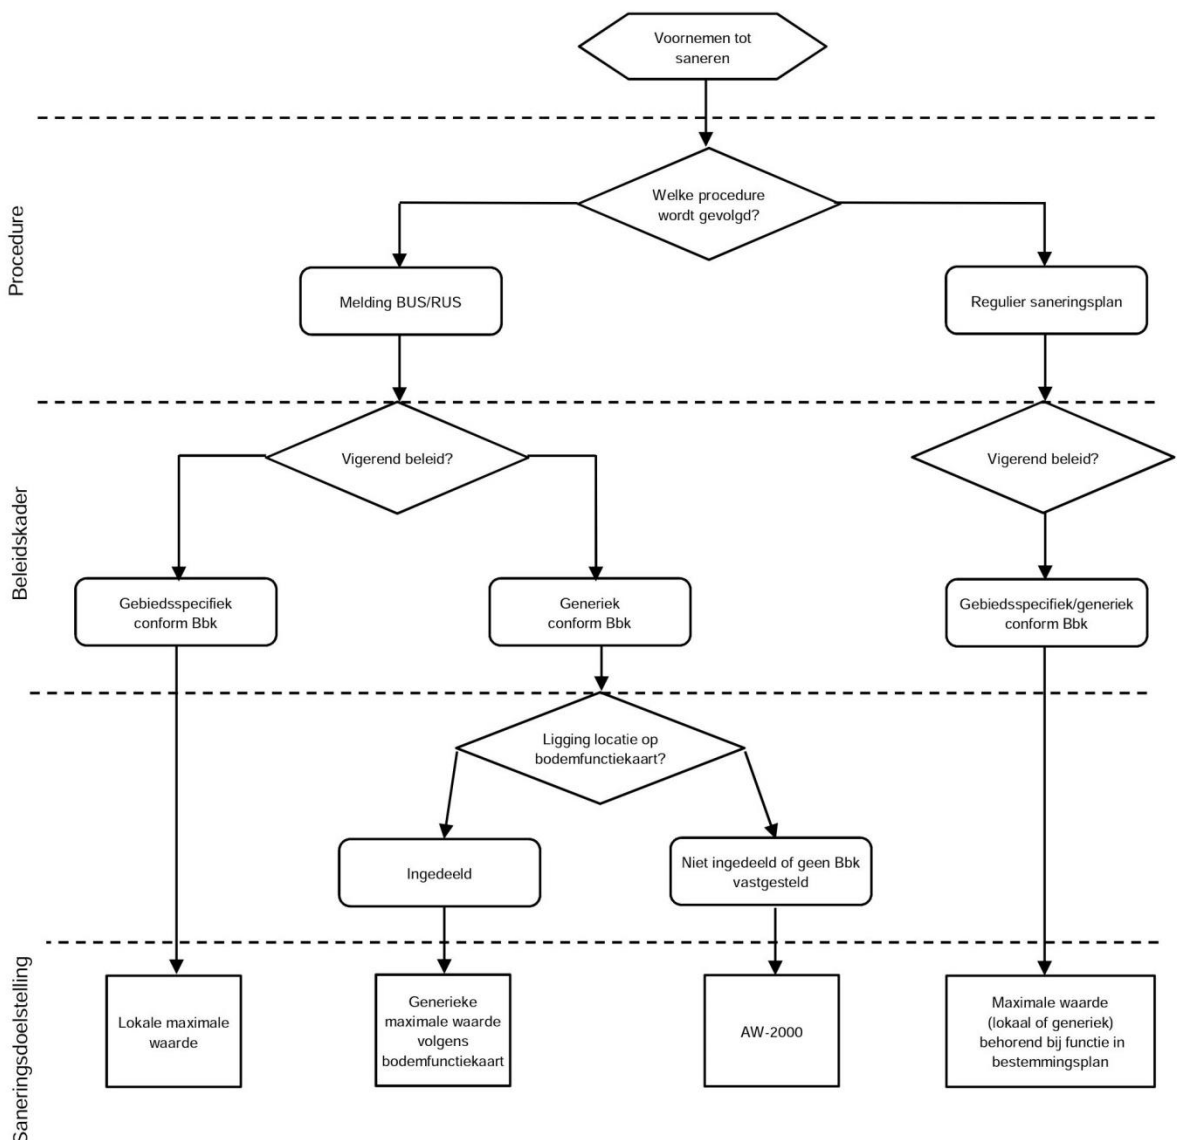 Voornemen tot
saneren
Procedure
Welke procedure
wordt gevolgd?
Melding BUS/RUS
Regulier saneringsplan
Beleidskader
Vigerend beleid?
Vigerend beleid?
Gebiedsspecifiek
conform Bbk
Generiek
conform Bbk
Gebiedsspecifiek/generiek
conform Bbk
Ligging locatie op
bodemfunctiekaart?
Ingedeeld
Niet ingedeeld of geen Bbk
vastgesteld
Saneringsdoelstelling
Lokale maximale
waarde
Generieke
maximale waarde
volgens
bodemfunctiekaart
AW-2000
Maximale waarde
(lokaal of generiek)
behorend bij functie in
bestemmingsplan